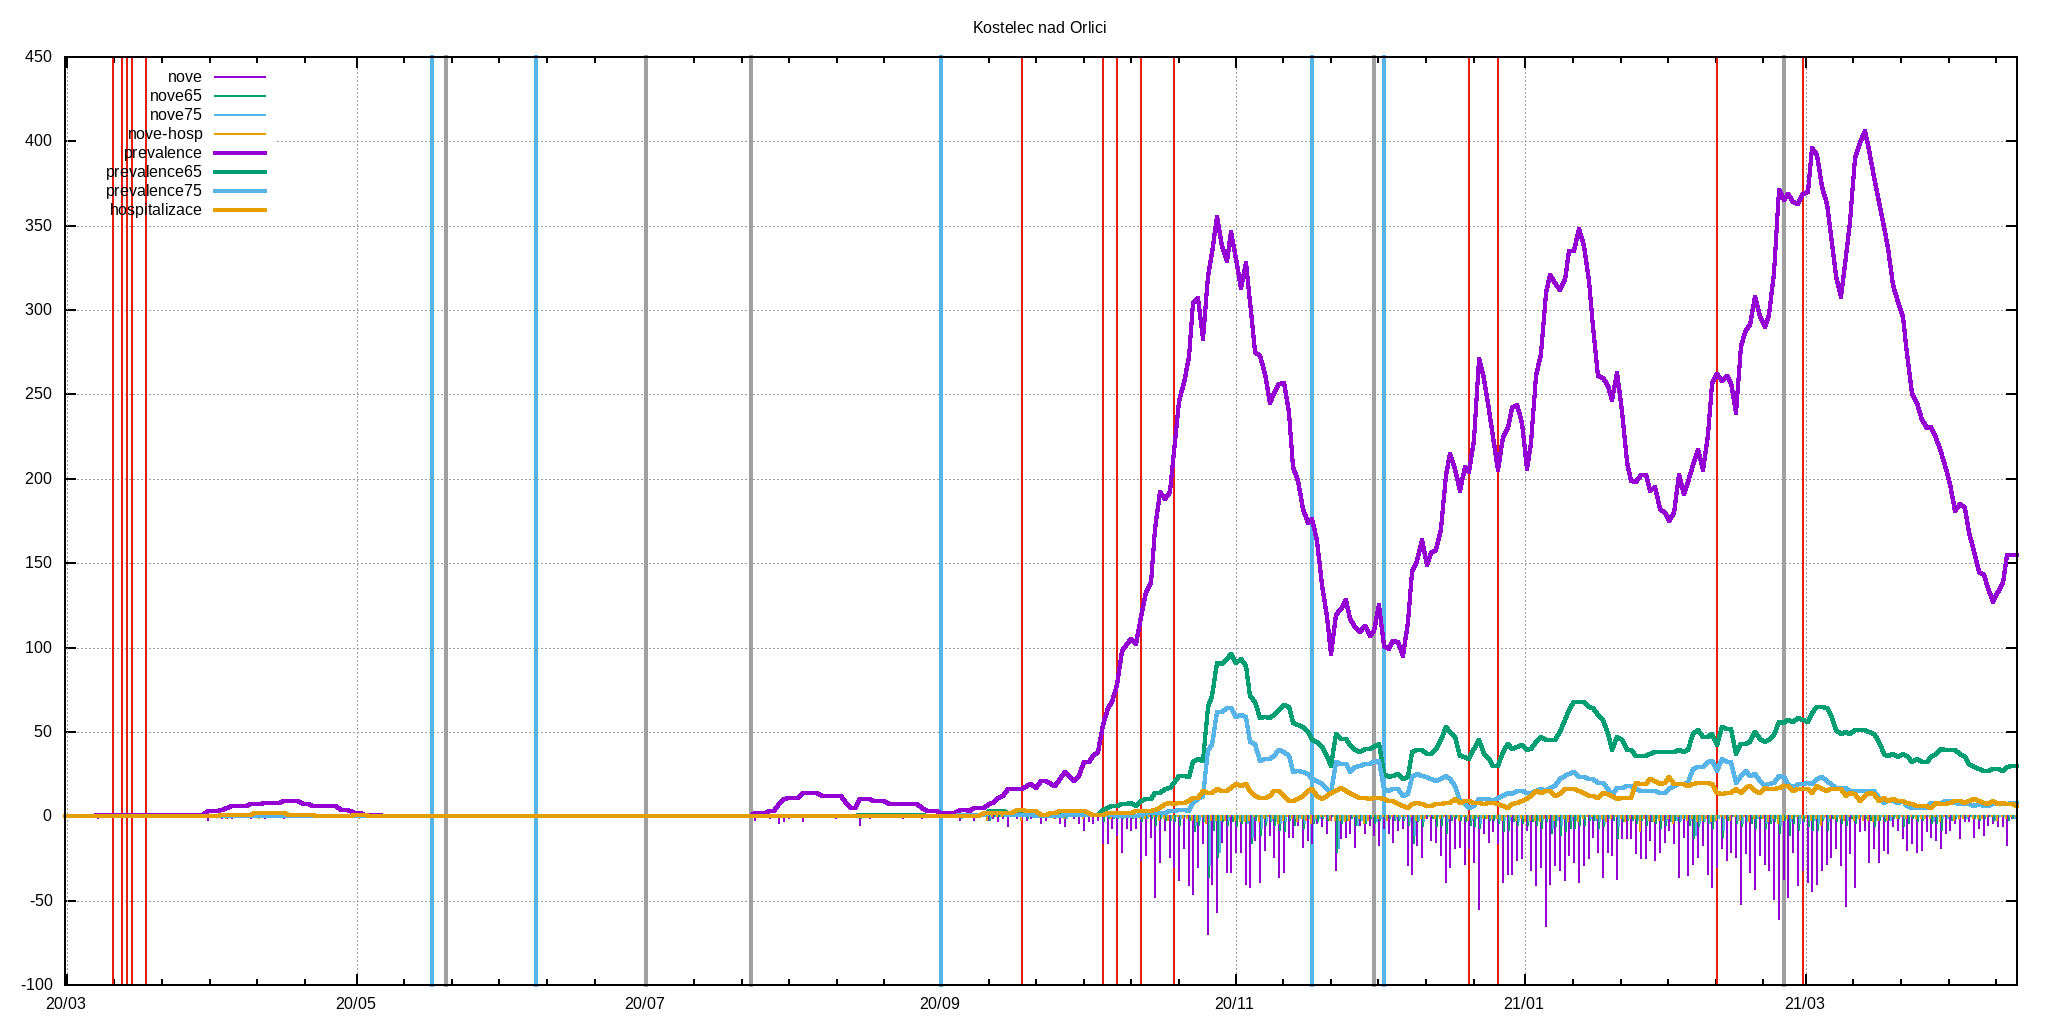 Kostelec nad Orlici
450
400
350
300
250
200
150
100
50
0
-50
-100
nove
nove65
nove75
nove-hosp
prevalence
prevalence65
prevalence75
hospitalizace
20/03 20/05 20/07 20/09 20/11 21/01 21/03